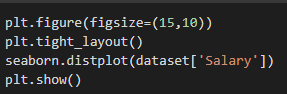 plt.figure(figsize=(15,10))
plt.tight_layout()
seaborn.distplot(dataset['Salary'])
plt.show()